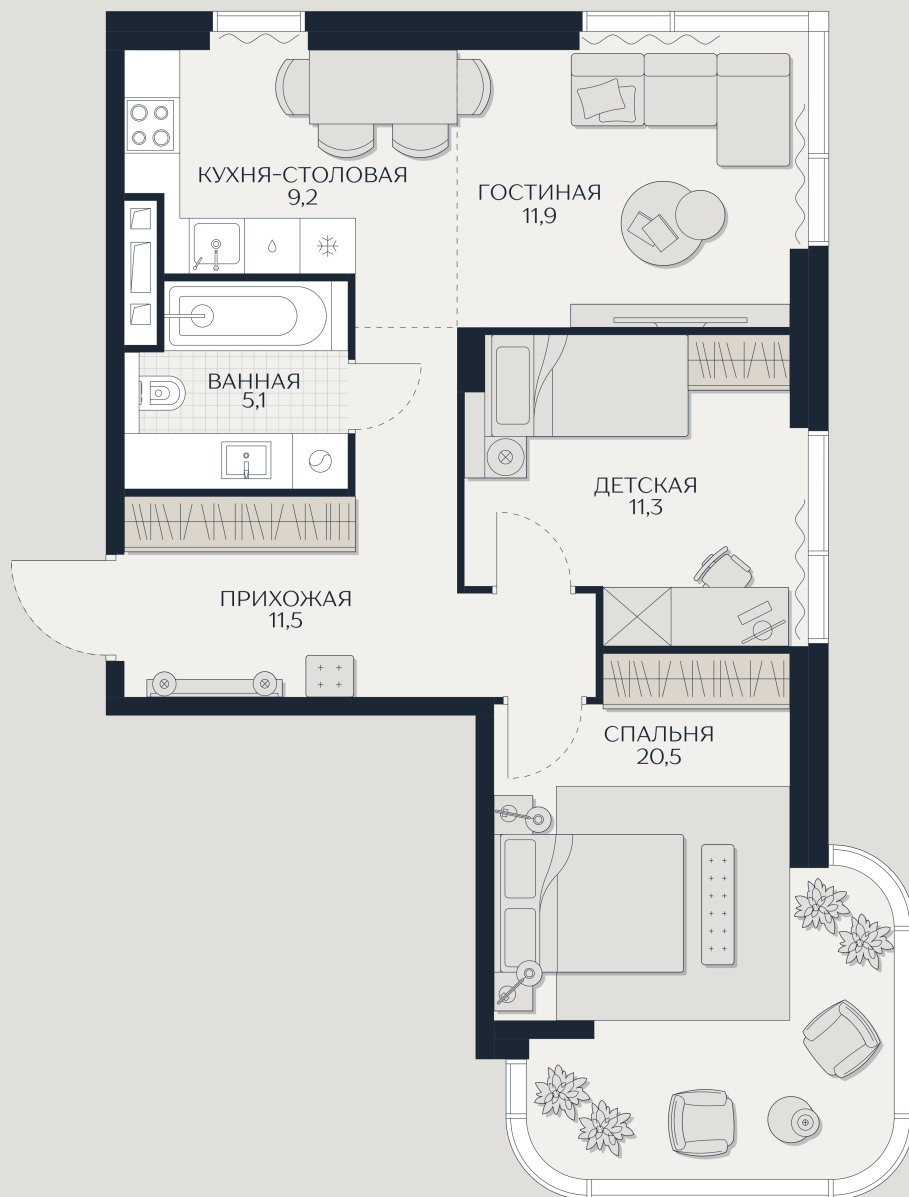 КУХНЯ-СТОЛОВАЯ
9,2
ГОСТИНАЯ
11,9
ВАННАЯ
5,1
ДЕТСКАЯ
11,3
ПРИХОЖАЯ
11,5
СПАЛЬНЯ
20,5